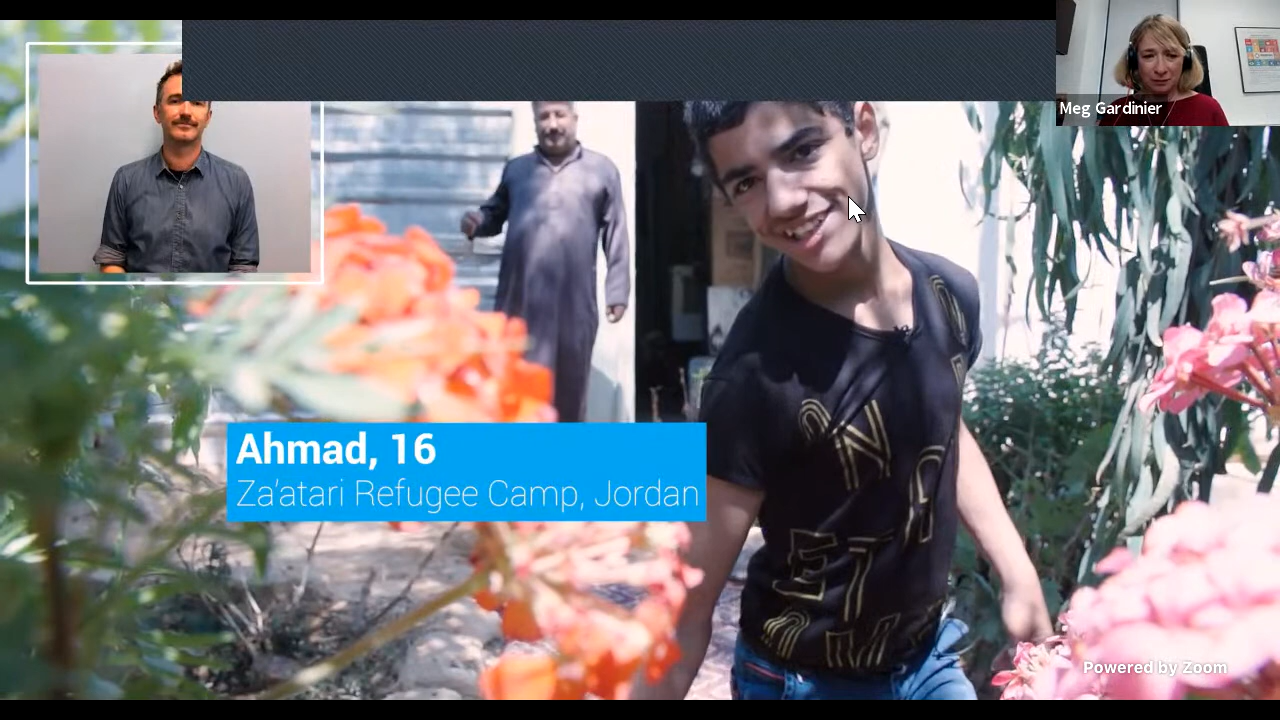 Meg Gardinier
Ahmad, 16
Za'atari Refugee Camp, Jordan
Powered by Zoom